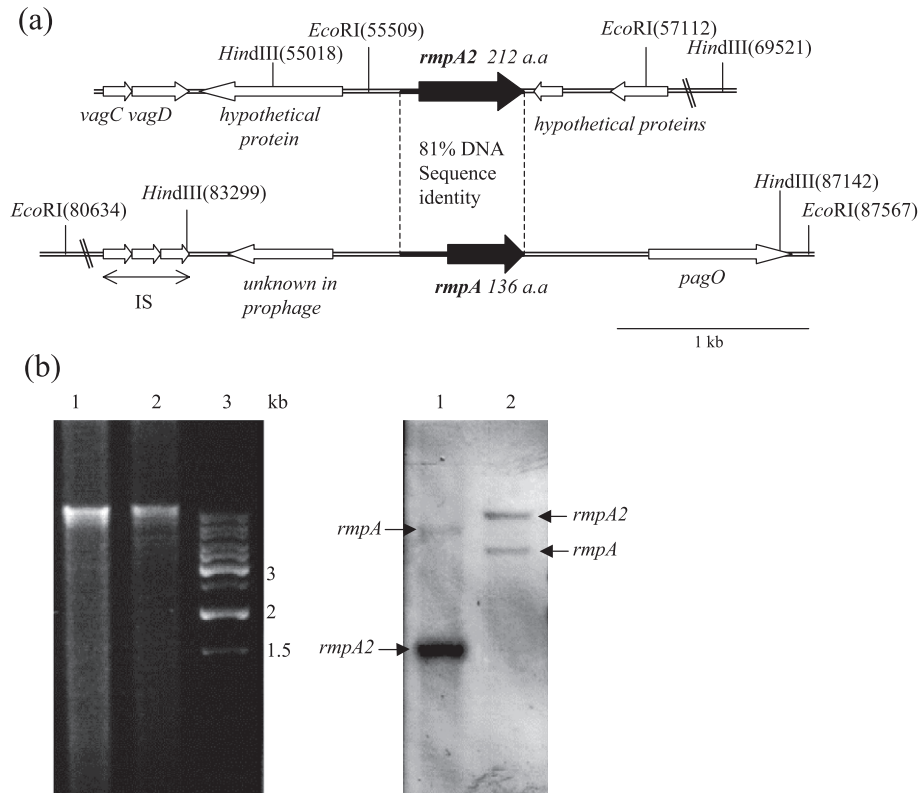 (a)
EcoRI(55509)
HindIII(55018)
rmpA2 212 a.a
EcoRI(57112)
HindIII(69521)
vagC vagD
hypothetical
protein
hypothetical proteins
81% DNA
Sequence
identity
EcoRI(80634)
HindIII(83299)
HindIII(87142)
EcoRI(87567)
IS
unknown in
prophage
rmpA 136 a.a
pagO
1 kb
(b)
1 2 3 kb
3
2
1.5
1 2
rmpA
rmpA2
rmpA2
rmpA